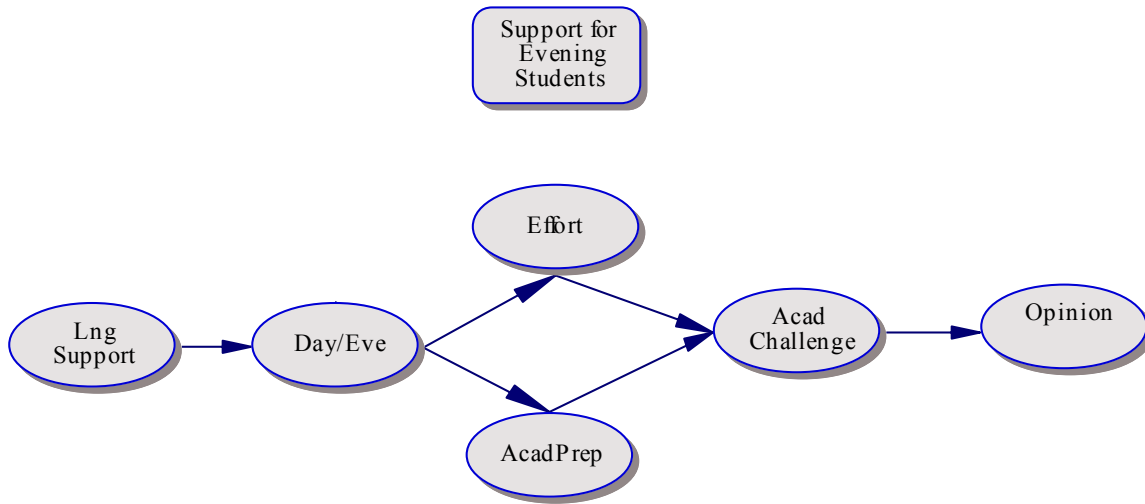 Support for
Evening
Students
Effort
Lng
Support
Day/Eve
Acad
Challenge
Opinion
AcadPrep